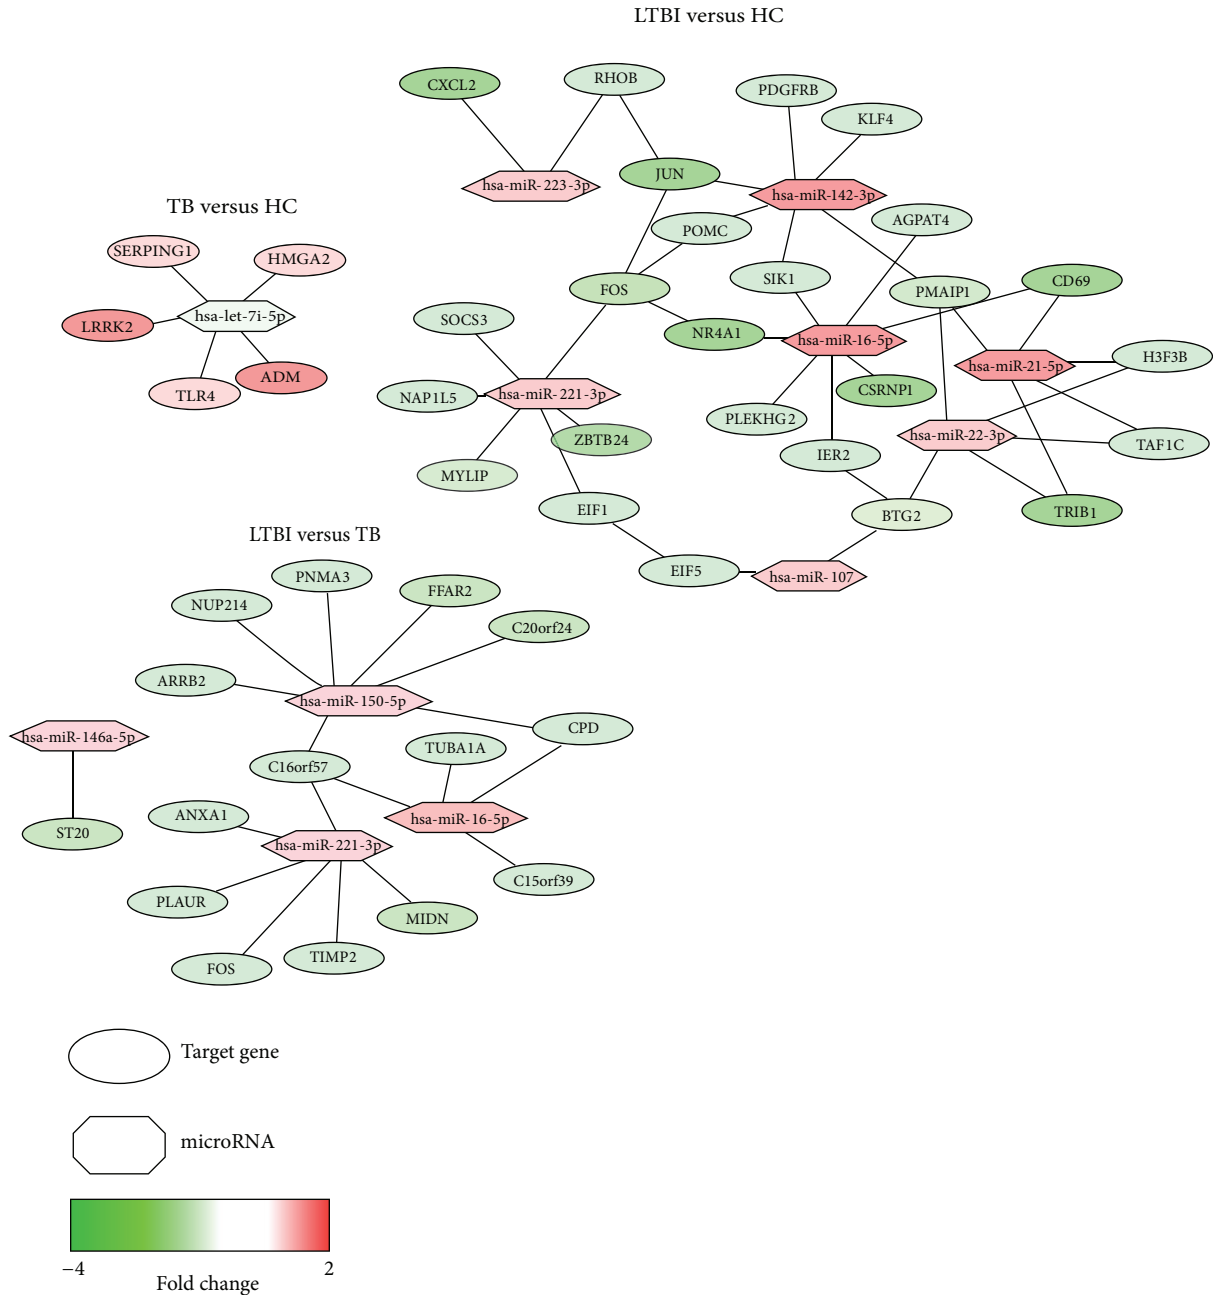 LTBI versus HC
CXCL2
RHOB
PDGFRB
KLF4
JUN
hsa-miR-223-3p
hsa-miR-142-3p
POMC
AGPAT4
SIK1
FOS
PMAIP1
CD69
SOCS3
NR4A1
hsa-miR-16-5p
hsa-miR-21-5p
H3F3B
NAP1L5
hsa-miR-221-3p
CSRNP1
PLEKHG2
ZBTB24
hsa-miR-22-3p
TAF1C
MYLIP
IER2
EIF1
BTG2
TRIB1
EIF5
hsa-miR-107
TB versus HC
SERPING1
HMGA2
hsa-let-7i-5p
LRRK2
ADM
TLR4
LTBI versus TB
PNMA3
NUP214
FFAR2
C20orf24
ARRB2
hsa-miR-150-5p
hsa-miR-146a-5p
CPD
TUBA1A
C16orf57
ANXA1
hsa-miR-16-5p
ST20
hsa-miR-221-3p
C15orf39
PLAUR
MIDN
TIMP2
FOS
Target gene
microRNA
−4
2
Fold change